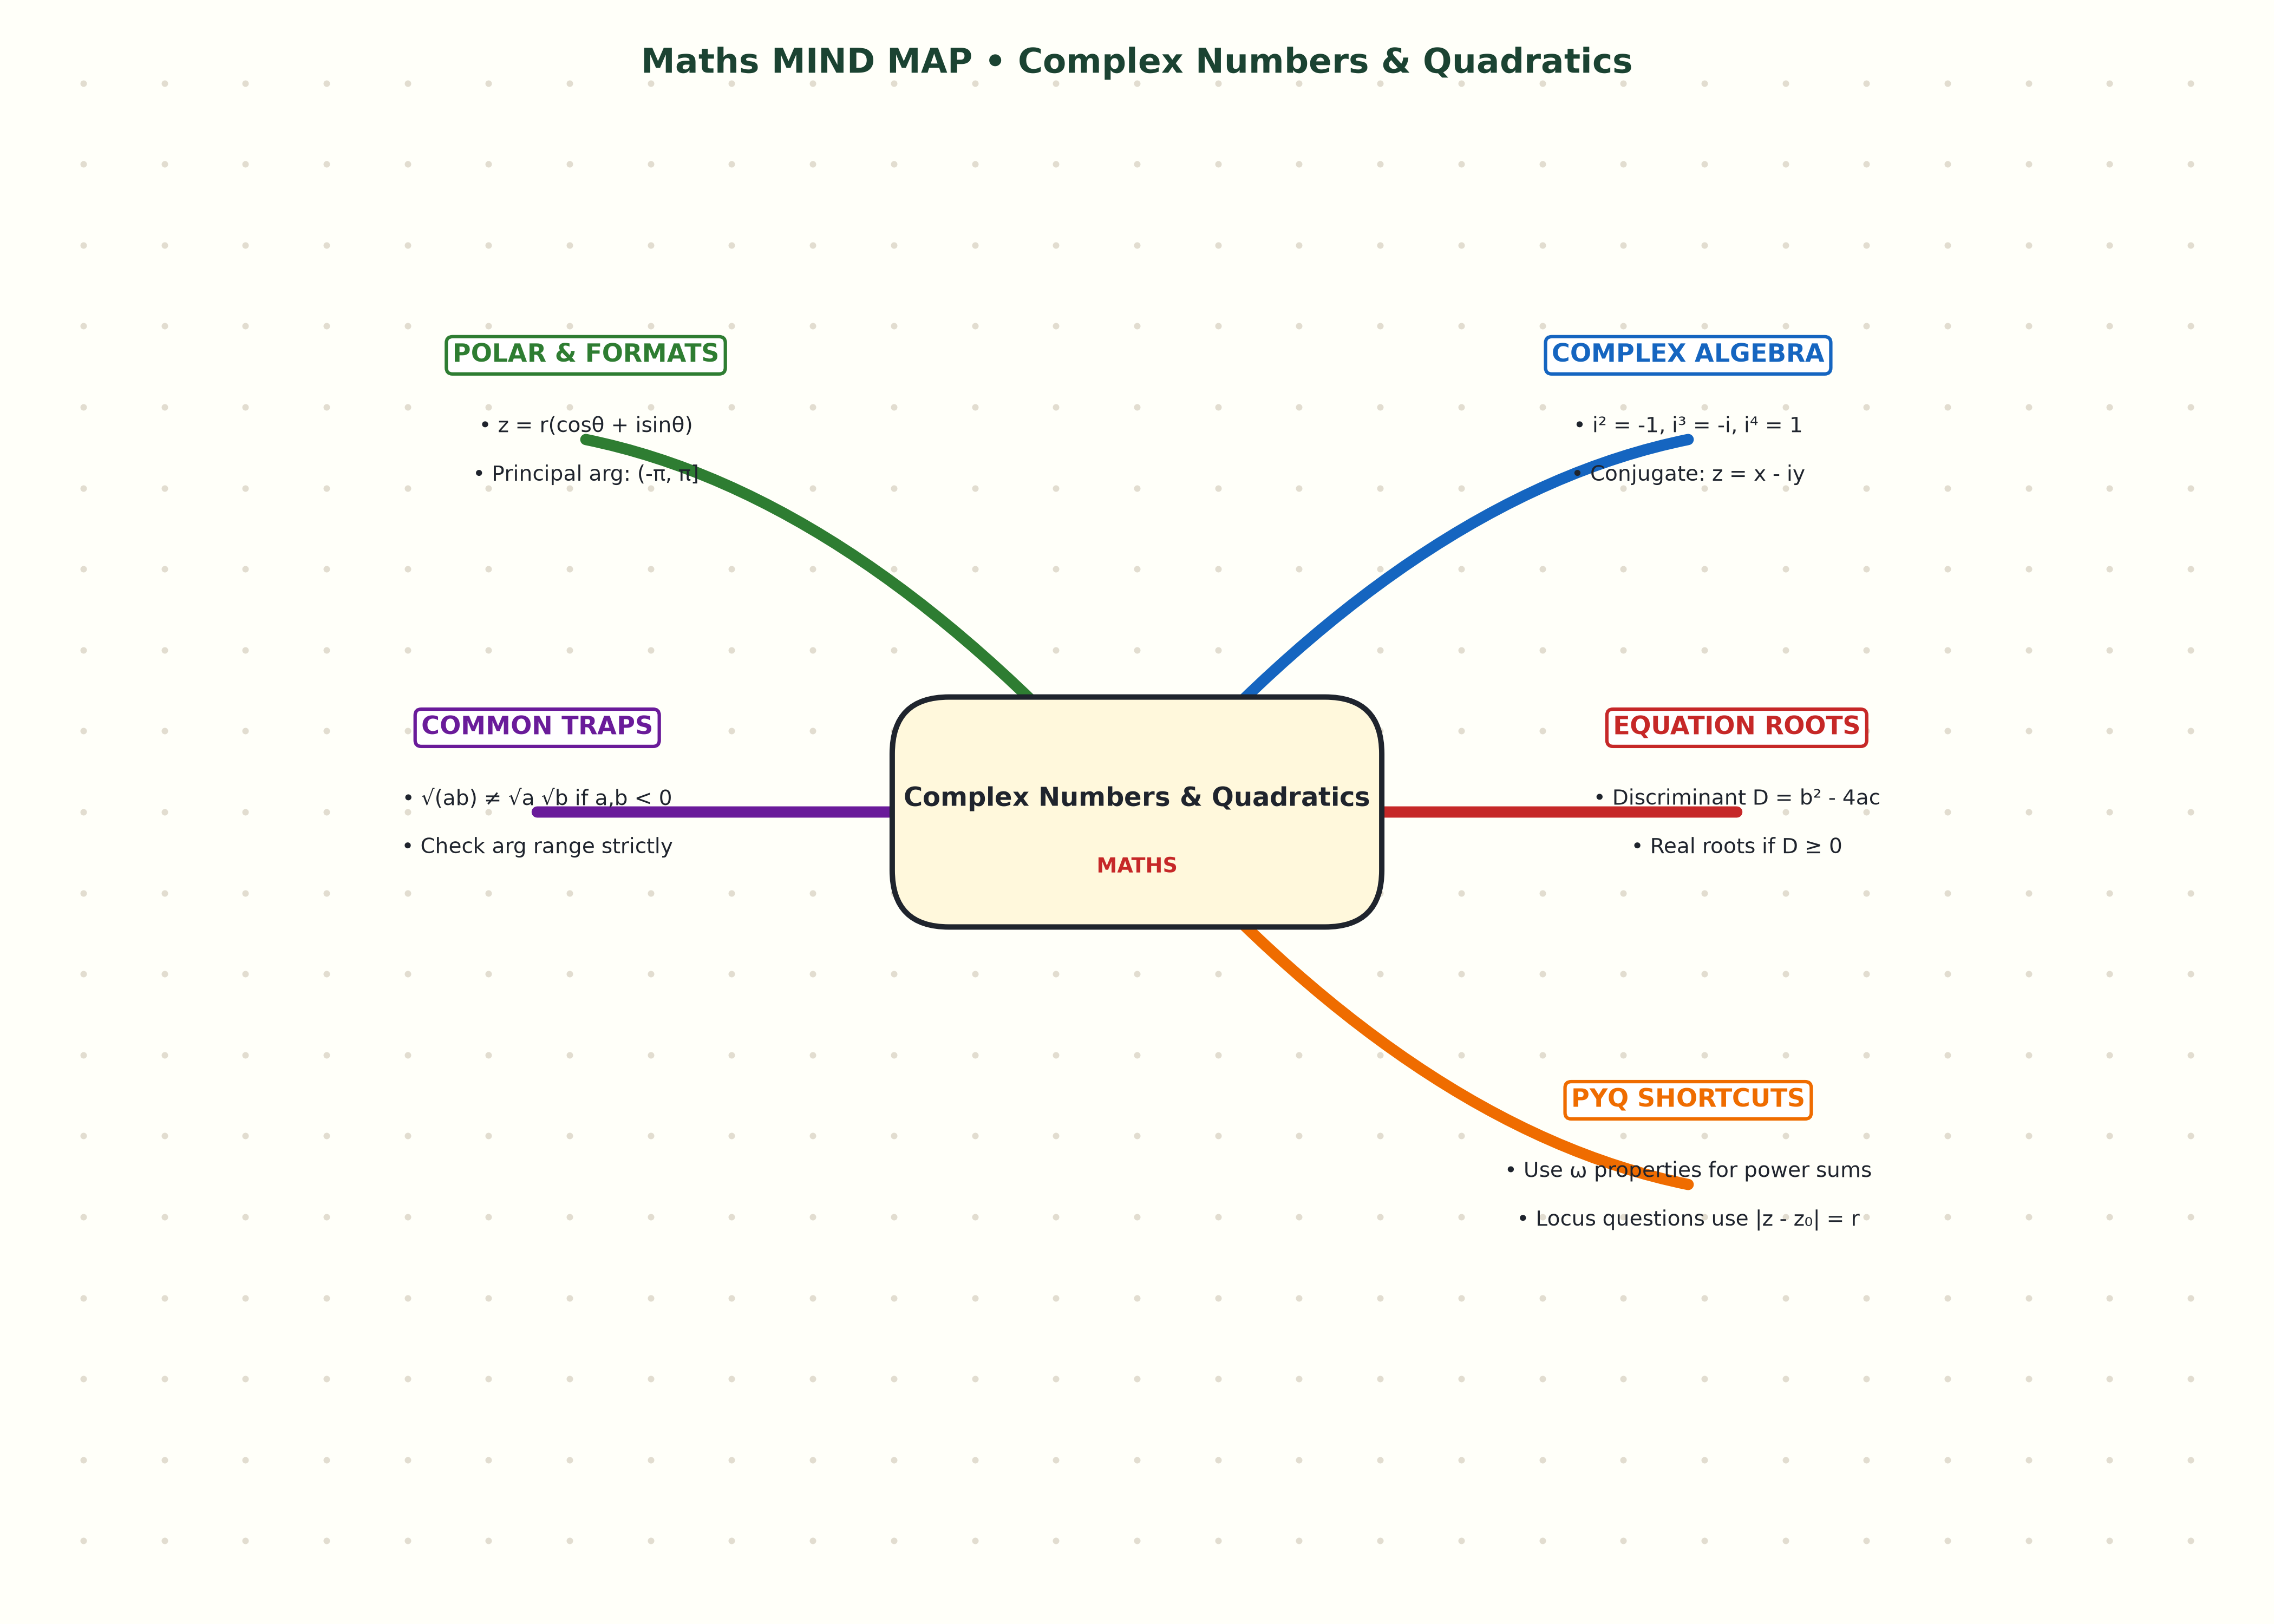 Maths MIND MAP • Complex Numbers & Quadratics
POLAR & FORMATS
• z = r(cosθ + isinθ)
• Principal arg: (-π, π]
COMPLEX ALGEBRA
• i² = -1, i³ = -i, i⁴ = 1
• Conjugate: z = x - iy
COMMON TRAPS
• √(ab) ≠ √a √b if a,b < 0
• Check arg range strictly
Complex Numbers & Quadratics
MATHS
EQUATION ROOTS
• Discriminant D = b² - 4ac
• Real roots if D ≥ 0
PYQ SHORTCUTS
• Use ω properties for power sums
• Locus questions use |z - z₀| = r